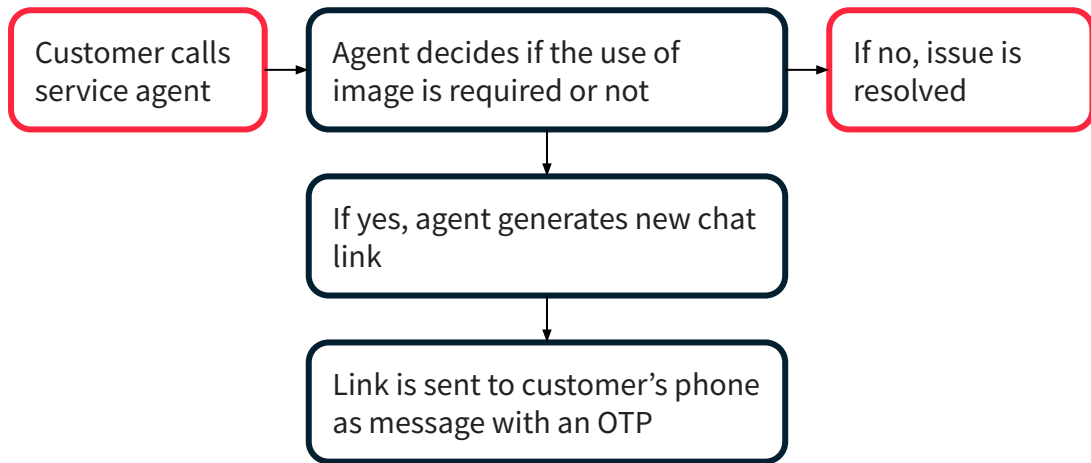 Customer calls
service agent
Agent decides if the use of
image is required or not
If no, issue is
resolved
If yes, agent generates new chat
link
Link is sent to customer’s phone
as message with an OTP